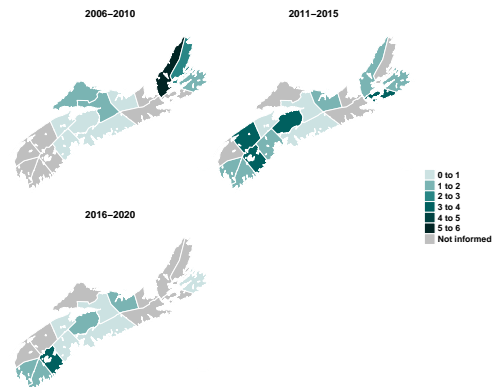 2006-2010
2011-2015
0 to 1
1 to 2
2 to 3
3 to 4
4 to 5
5 to 6
Not informed
2016-2020